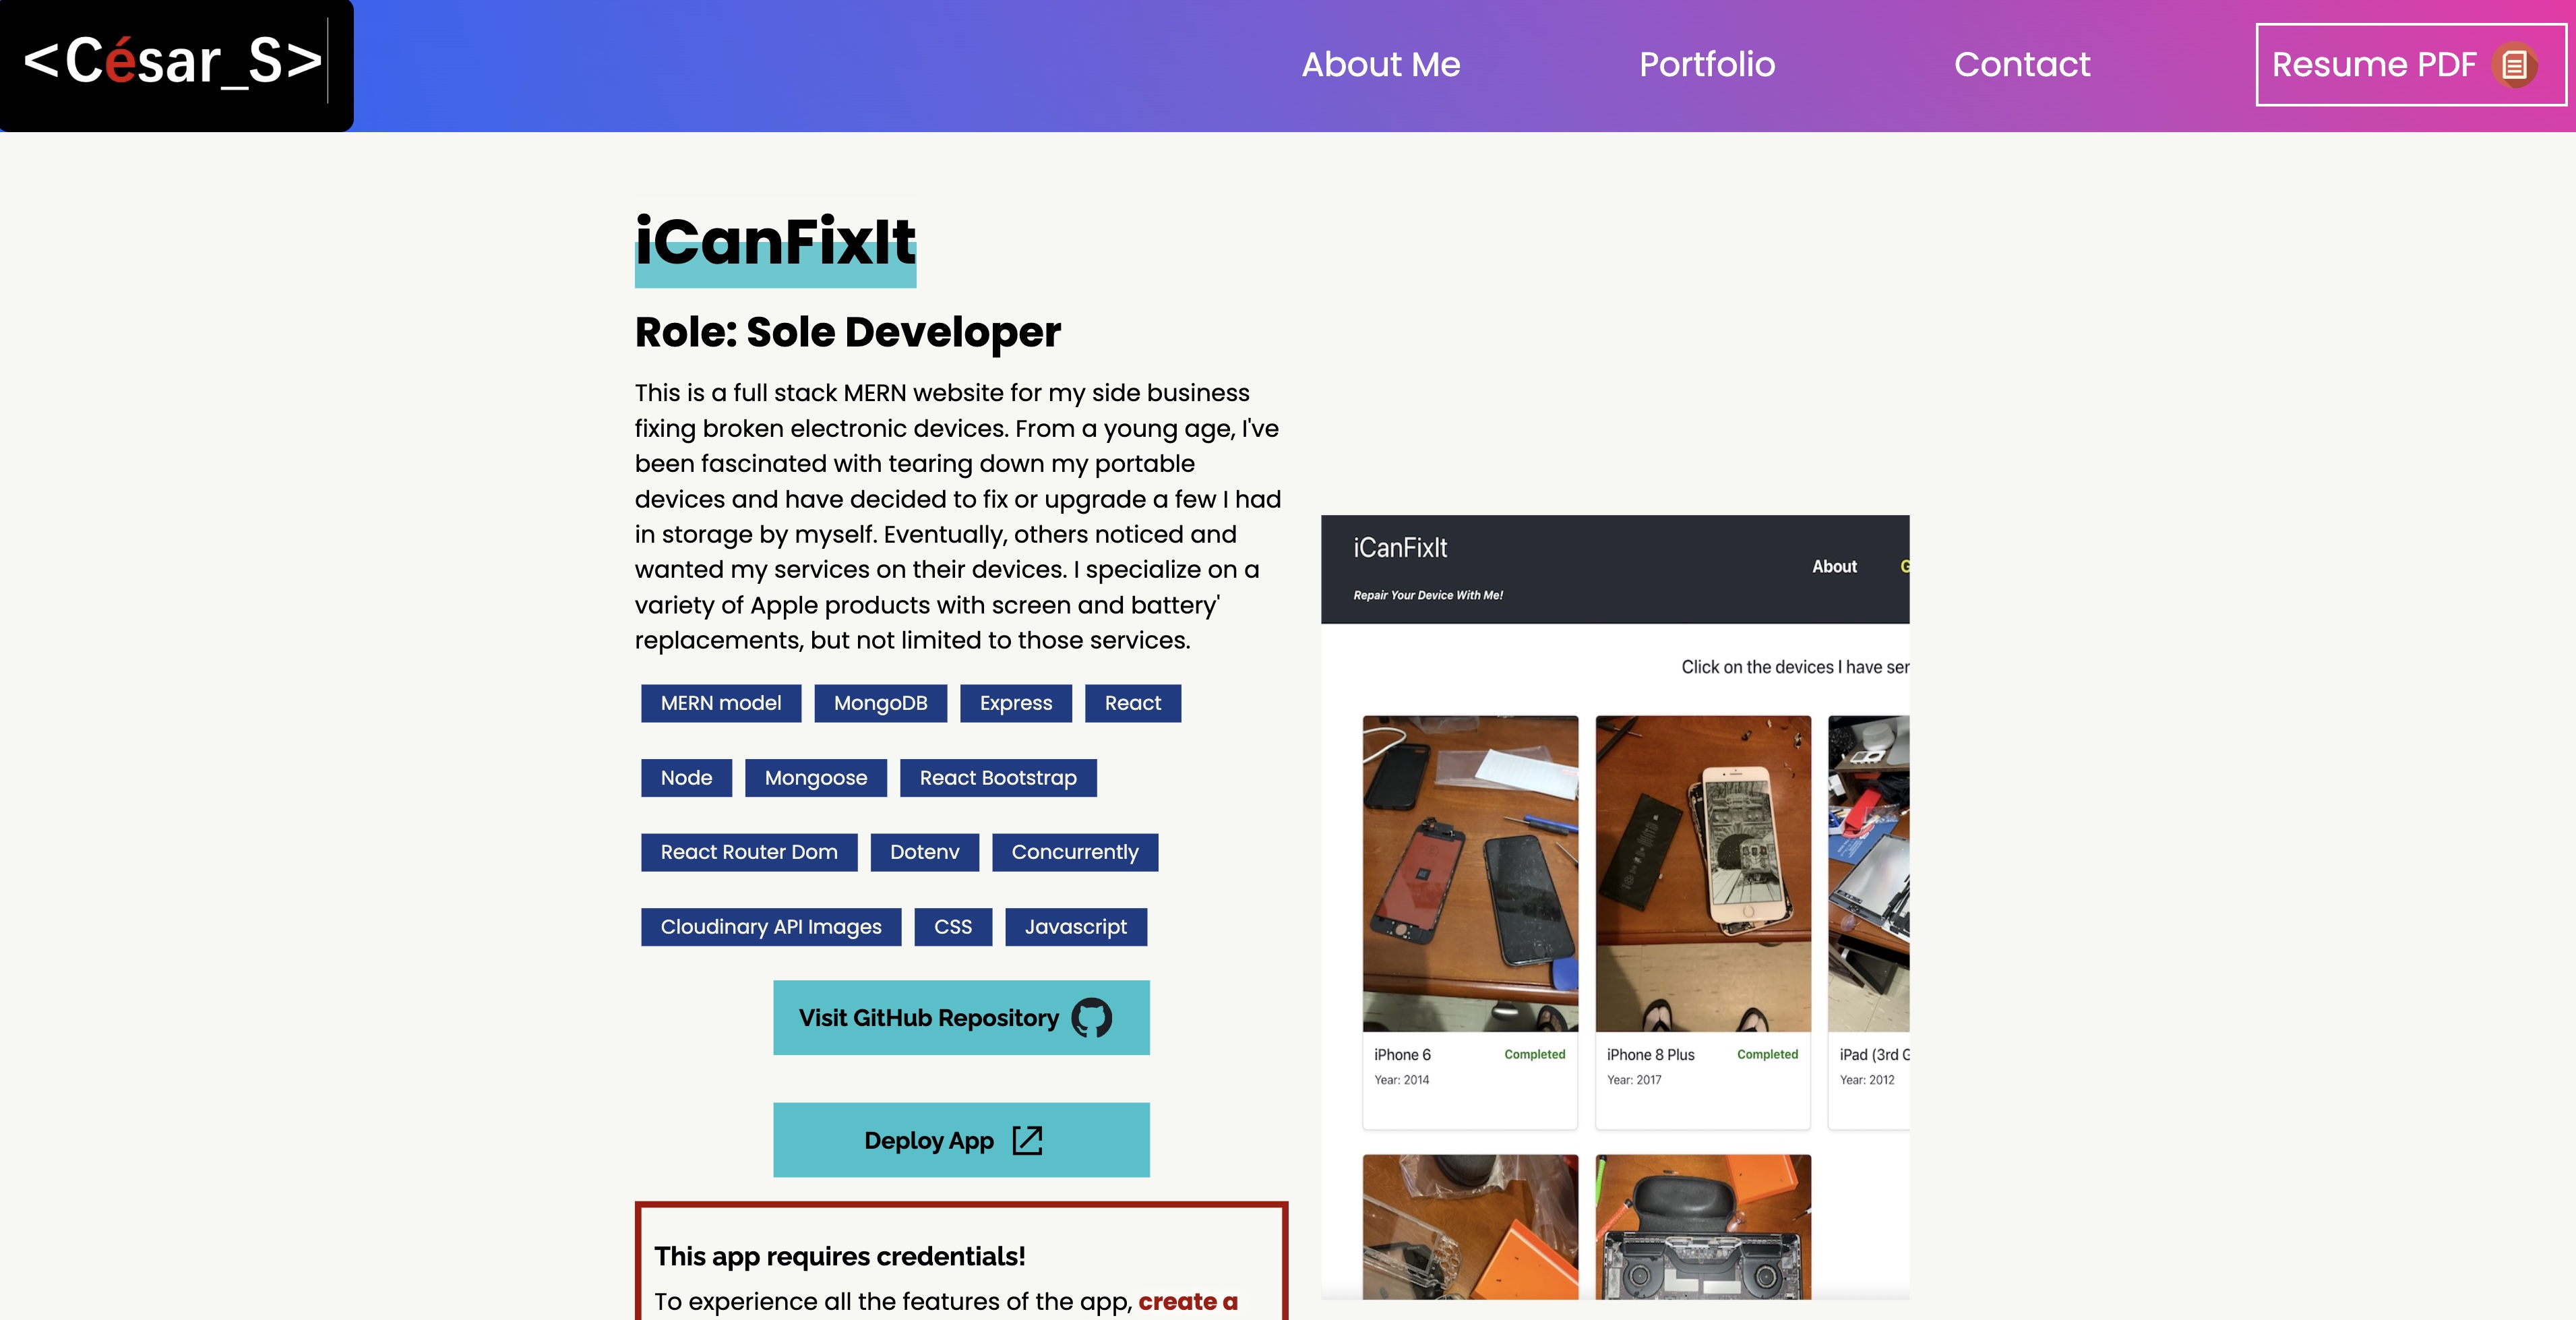 <César_S>
About Me
Portfolio
Contact
Resume PDF
iCanFixIt
Role: Sole Developer
This is a full stack MERN website for my side business
fixing broken electronic devices. From a young age, I've
been fascinated with tearing down my portable
devices and have decided to fix or upgrade a few I had
in storage by myself. Eventually, others noticed and
wanted my services on their devices. I specialize on a
variety of Apple products with screen and battery'
replacements, but not limited to those services.
MERN model MongoDB Express React
Node Mongoose React Bootstrap
React Router Dom Dotenv Concurrently
Cloudinary API Images CSS Javascript
Visit GitHub Repository
Deploy App
This app requires credentials!
To experience all the features of the app, create a
iCanFixIt
Repair Your Device With Me!
About G
Click on the devices I have ser
iPhone 6 Completed
Year: 2014
iPhone 8 Plus Completed
Year: 2017
iPad (3rd G
Year: 2012